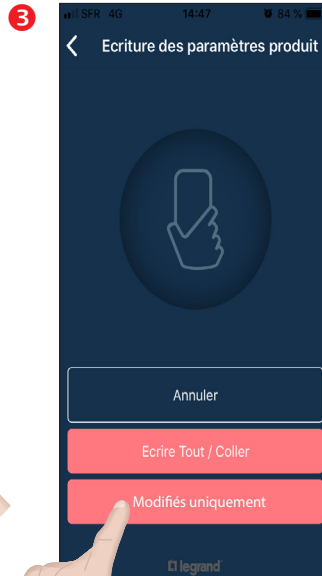 3
SFR 4G 14:47 84 %
Ecriture des paramètres produit
Annuler
Ecrire Tout / Coller
Modifiés uniquement
legrand